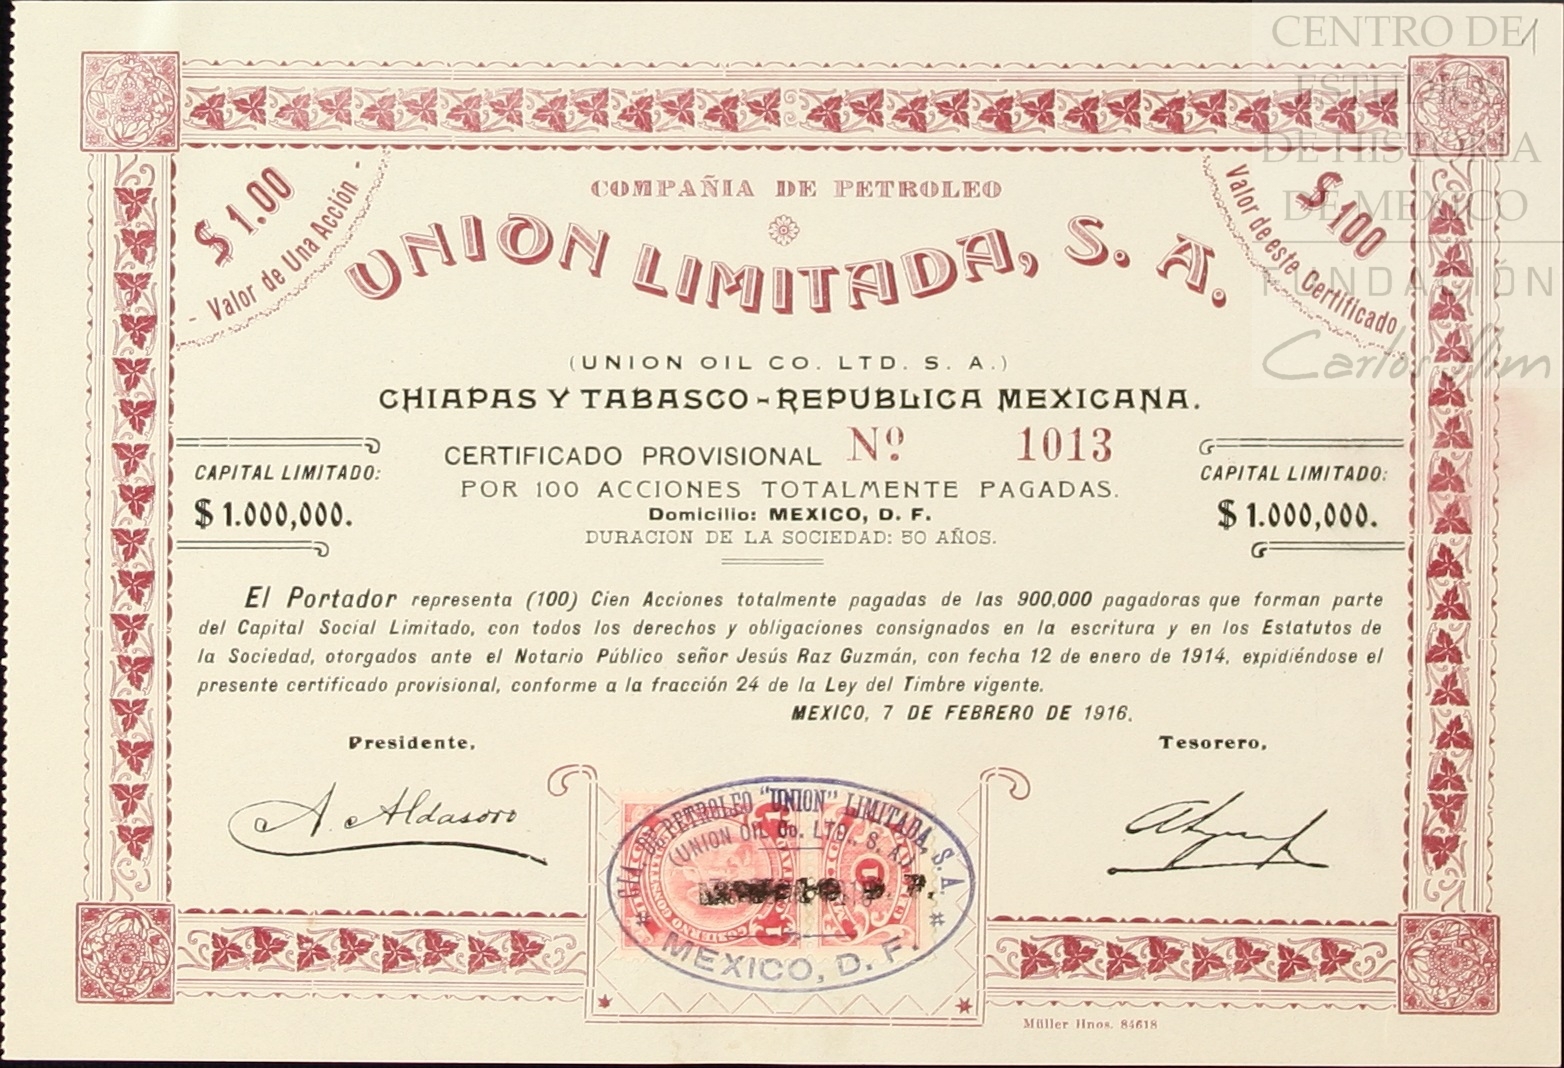 CENTRO DE
ESTUDIOS
DE HISTORIA
DE MEXICO
FUNDACIÓN
Carlos Slim
1
$ 1.00
- Valor de Una Acción -
$ 100
Valor de este Certificado
COMPAÑIA DE PETROLEO
UNION LIMITADA, S. A.
(UNION OIL CO. LTD. S. A.)
CHIAPAS Y TABASCO - REPUBLICA MEXICANA.
CERTIFICADO PROVISIONAL Nº 1013
POR 100 ACCIONES TOTALMENTE PAGADAS.
Domicilio: MEXICO, D. F.
DURACION DE LA SOCIEDAD: 50 AÑOS.
CAPITAL LIMITADO:
$ 1.000,000.
CAPITAL LIMITADO:
$ 1.000,000.
El Portador representa (100) Cien Acciones totalmente pagadas de las 900,000 pagadoras que forman parte
del Capital Social Limitado, con todos los derechos y obligaciones consignados en la escritura y en los Estatutos de
la Sociedad, otorgados ante el Notario Público señor Jesús Raz Guzmán, con fecha 12 de enero de 1914, expidiéndose el
presente certificado provisional, conforme a la fracción 24 de la Ley del Timbre vigente.
MEXICO, 7 DE FEBRERO DE 1916.
Presidente,
Tesorero,
A. Aldasoro
CIA. DE PETROLEO "UNION" LIMITADA, S. A.
(UNION OIL Co. LTD. S. A.)
MEXICO, D. F.
Müller Hnos. 84618